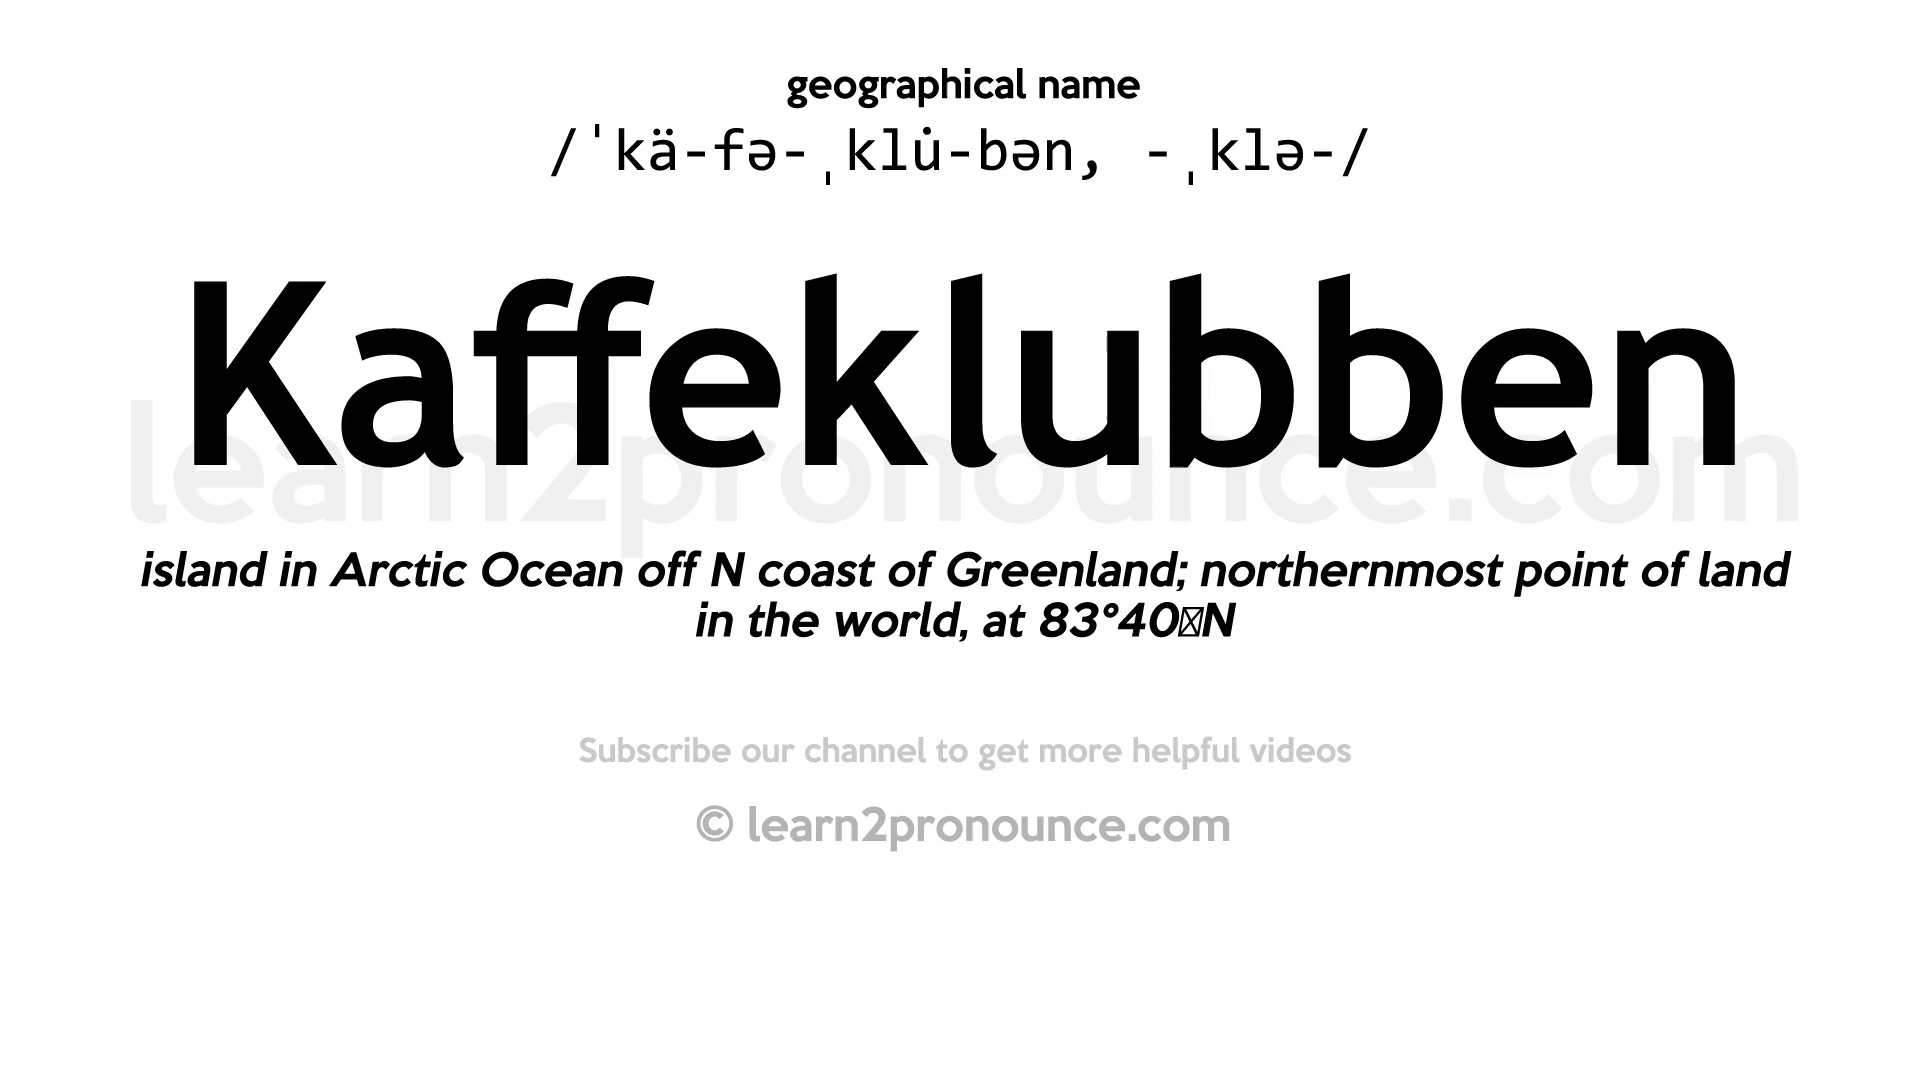 geographical name
/ˈkä-fə-ˌklu̇-bən, -ˌklə-/
Kaffeklubben
learn2pronounce.com
island in Arctic Ocean off N coast of Greenland; northernmost point of land
in the world, at 83°40▯N
Subscribe our channel to get more helpful videos
© learn2pronounce.com